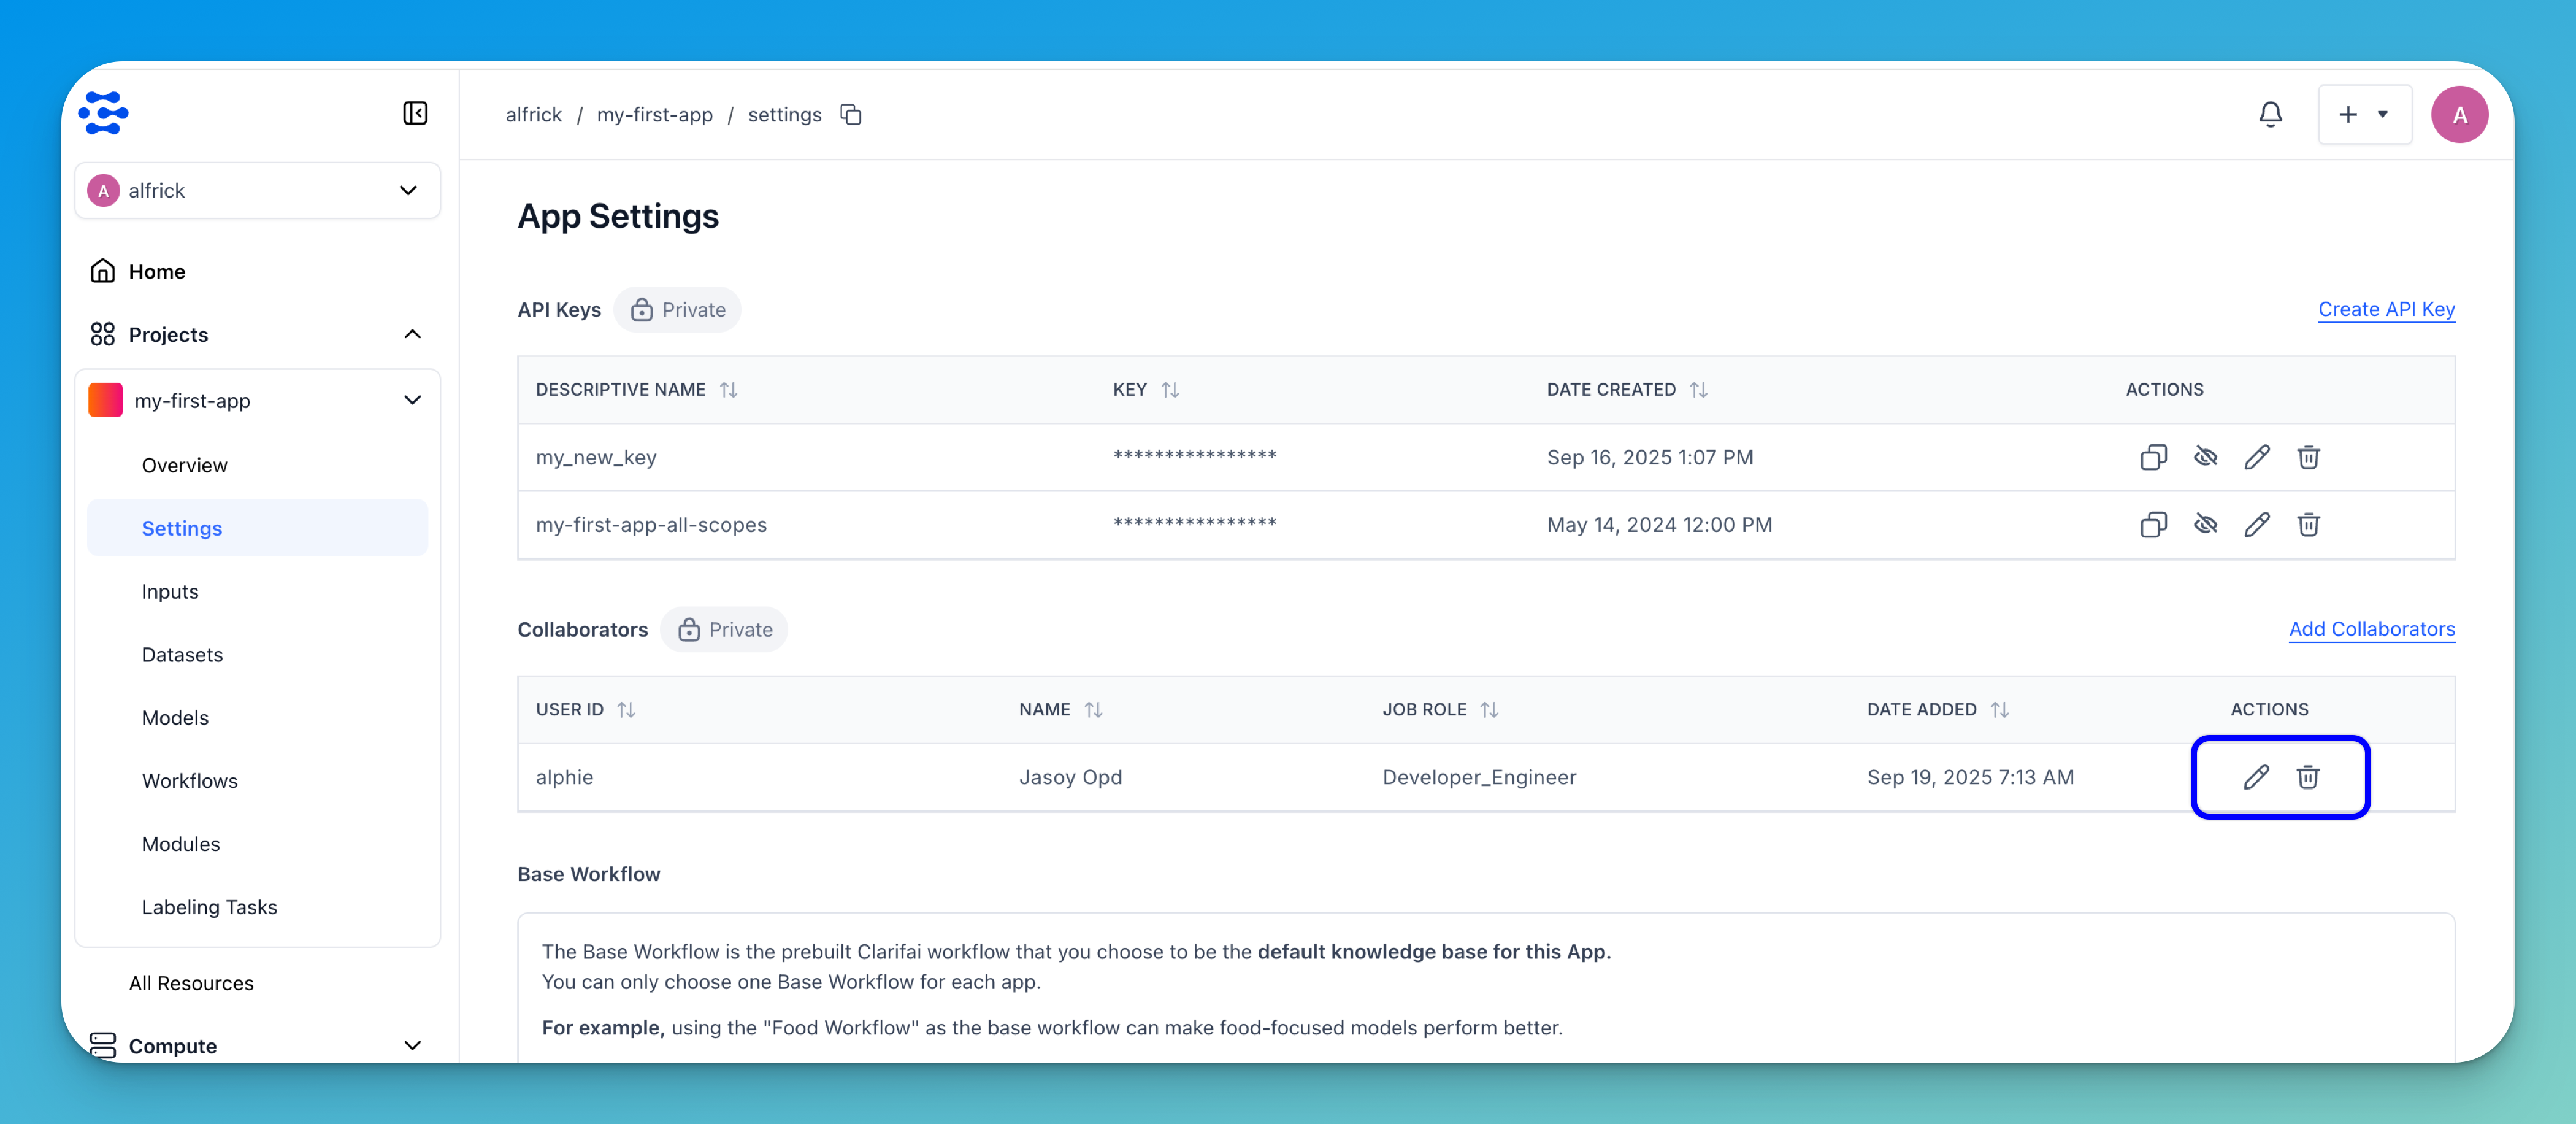 alfrick / my-first-app / settings
A
A alfrick
Home
Projects
my-first-app
Overview
Settings
Inputs
Datasets
Models
Workflows
Modules
Labeling Tasks
All Resources
Compute
App Settings
API Keys Private Create API Key
DESCRIPTIVE NAME KEY DATE CREATED ACTIONS
my_new_key **************** Sep 16, 2025 1:07 PM
my-first-app-all-scopes **************** May 14, 2024 12:00 PM
Collaborators Private Add Collaborators
USER ID NAME JOB ROLE DATE ADDED ACTIONS
alphie Jasoy Opd Developer_Engineer Sep 19, 2025 7:13 AM
Base Workflow
The Base Workflow is the prebuilt Clarifai workflow that you choose to be the default knowledge base for this App.
You can only choose one Base Workflow for each app.
For example, using the "Food Workflow" as the base workflow can make food-focused models perform better.